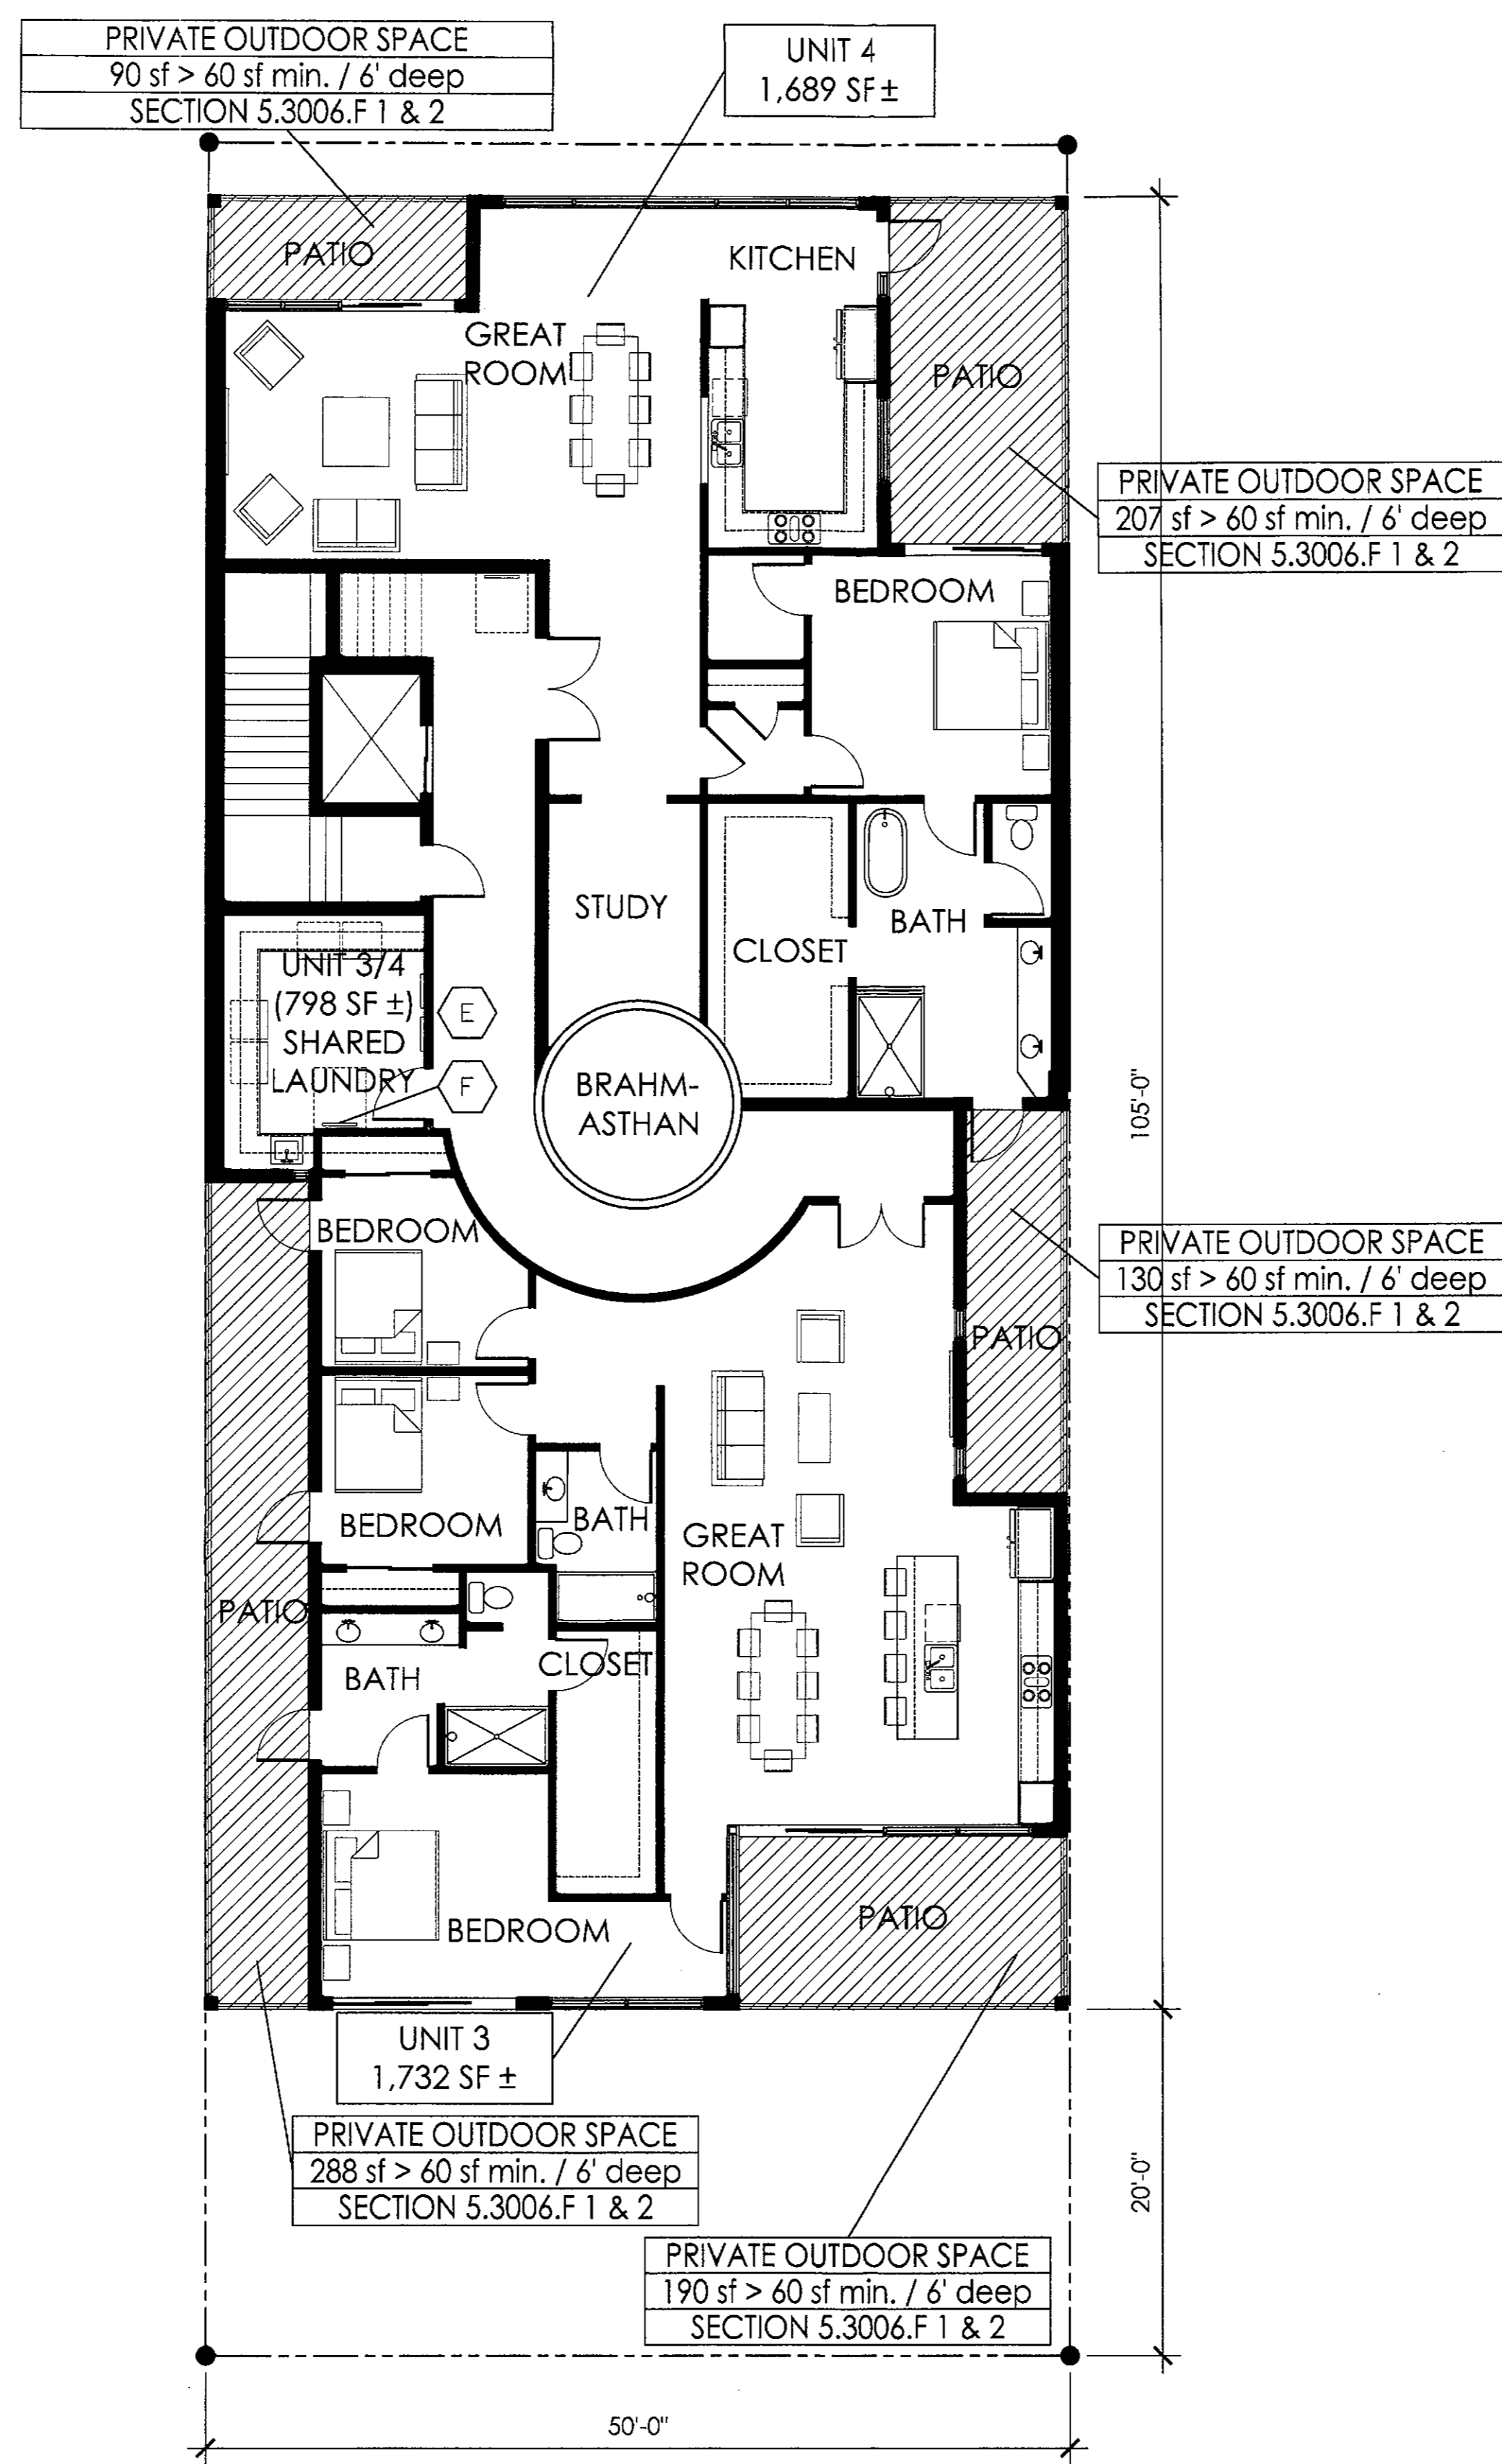 PRIVATE OUTDOOR SPACE
90 sf > 60 sf min. / 6' deep
SECTION 5.3006.F 1 & 2
UNIT 4
1,689 SF ±
PATIO
KITCHEN
GREAT
ROOM
PATIO
PRIVATE OUTDOOR SPACE
207 sf > 60 sf min. / 6' deep
SECTION 5.3006.F 1 & 2
BEDROOM
STUDY
CLOSET
BATH
UNIT 3/4
(798 SF ±)
SHARED
LAUNDRY
E
F
BRAHM-
ASTHAN
105'-0"
BEDROOM
PRIVATE OUTDOOR SPACE
130 sf > 60 sf min. / 6' deep
SECTION 5.3006.F 1 & 2
PATIO
BEDROOM
BATH
GREAT
ROOM
PATIO
BATH
CLOSET
BEDROOM
PATIO
UNIT 3
1,732 SF ±
PRIVATE OUTDOOR SPACE
288 sf > 60 sf min. / 6' deep
SECTION 5.3006.F 1 & 2
20'-0"
PRIVATE OUTDOOR SPACE
190 sf > 60 sf min. / 6' deep
SECTION 5.3006.F 1 & 2
50'-0"